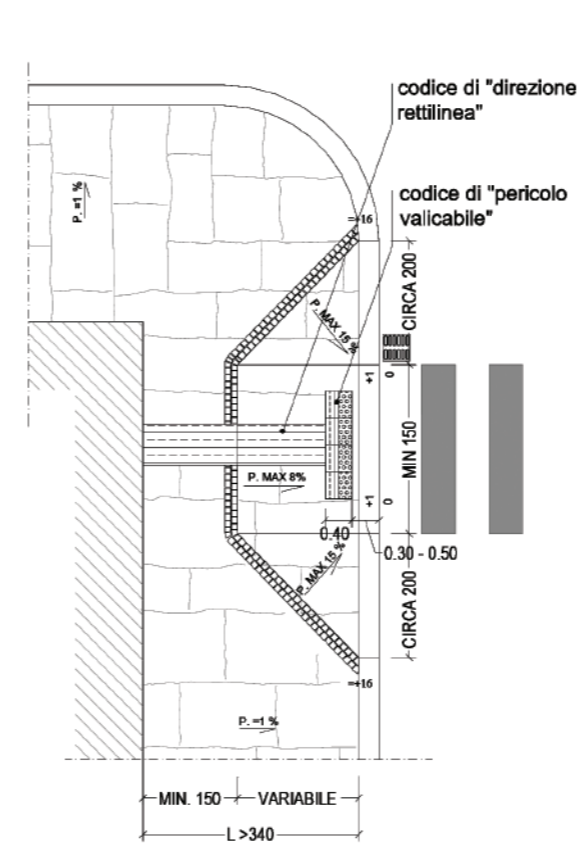 codice di "direzione
rettilinea"
codice di "pericolo
valicabile"
P. =1 %
=+16
CIRCA 200
P. MAX 15 %
+1
0
MIN 150
P. MAX 8%
+1
0
0.40
0.30 - 0.50
P. MAX 15 %
CIRCA 200
=+16
P. =1 %
MIN. 150
VARIABILE
L >340